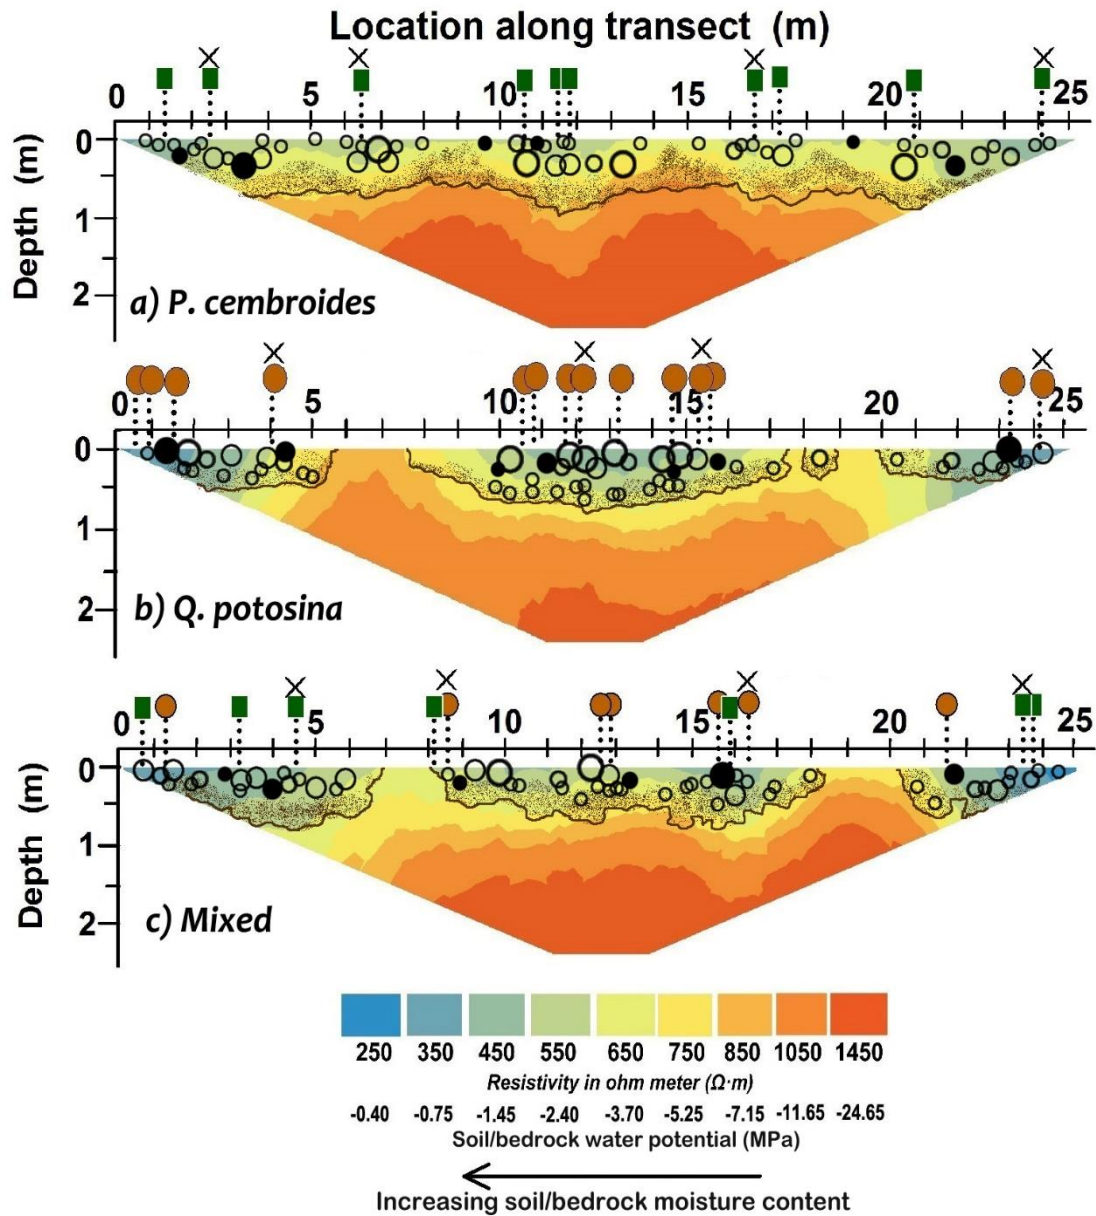 Location along transect (m)
0 5 10 15 20 25
Depth (m)
0
1
2
a) P. cembroides
0 5 10 15 20 25
0
1
2
b) Q. potosina
0 5 10 15 20 25
Depth (m)
0
1
2
c) Mixed
250 350 450 550 650 750 850 1050 1450
Resistivity in ohm meter (Ω·m)
-0.40 -0.75 -1.45 -2.40 -3.70 -5.25 -7.15 -11.65 -24.65
Soil/bedrock water potential (MPa)
Increasing soil/bedrock moisture content